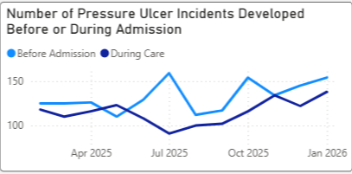 Number of Pressure Ulcer Incidents Developed
Before or During Admission
Before Admission During Care
150
100
Apr 2025 Jul 2025 Oct 2025 Jan 2026